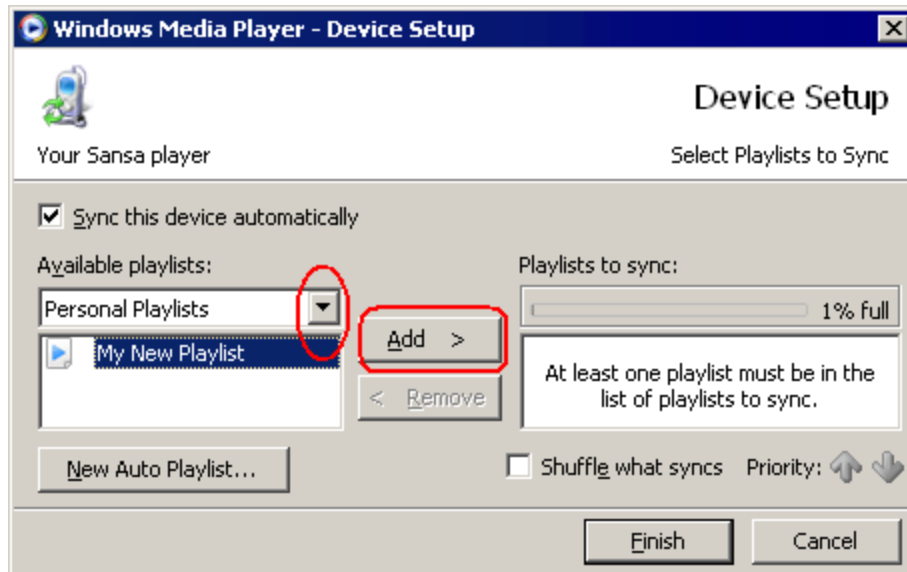 Windows Media Player - Device Setup
Device Setup
Your Sansa player
Select Playlists to Sync
Sync this device automatically
Available playlists:
Playlists to sync:
Personal Playlists
1% full
My New Playlist
Add >
At least one playlist must be in the
list of playlists to sync.
< Remove
New Auto Playlist...
Shuffle what syncs
Priority:
Finish
Cancel